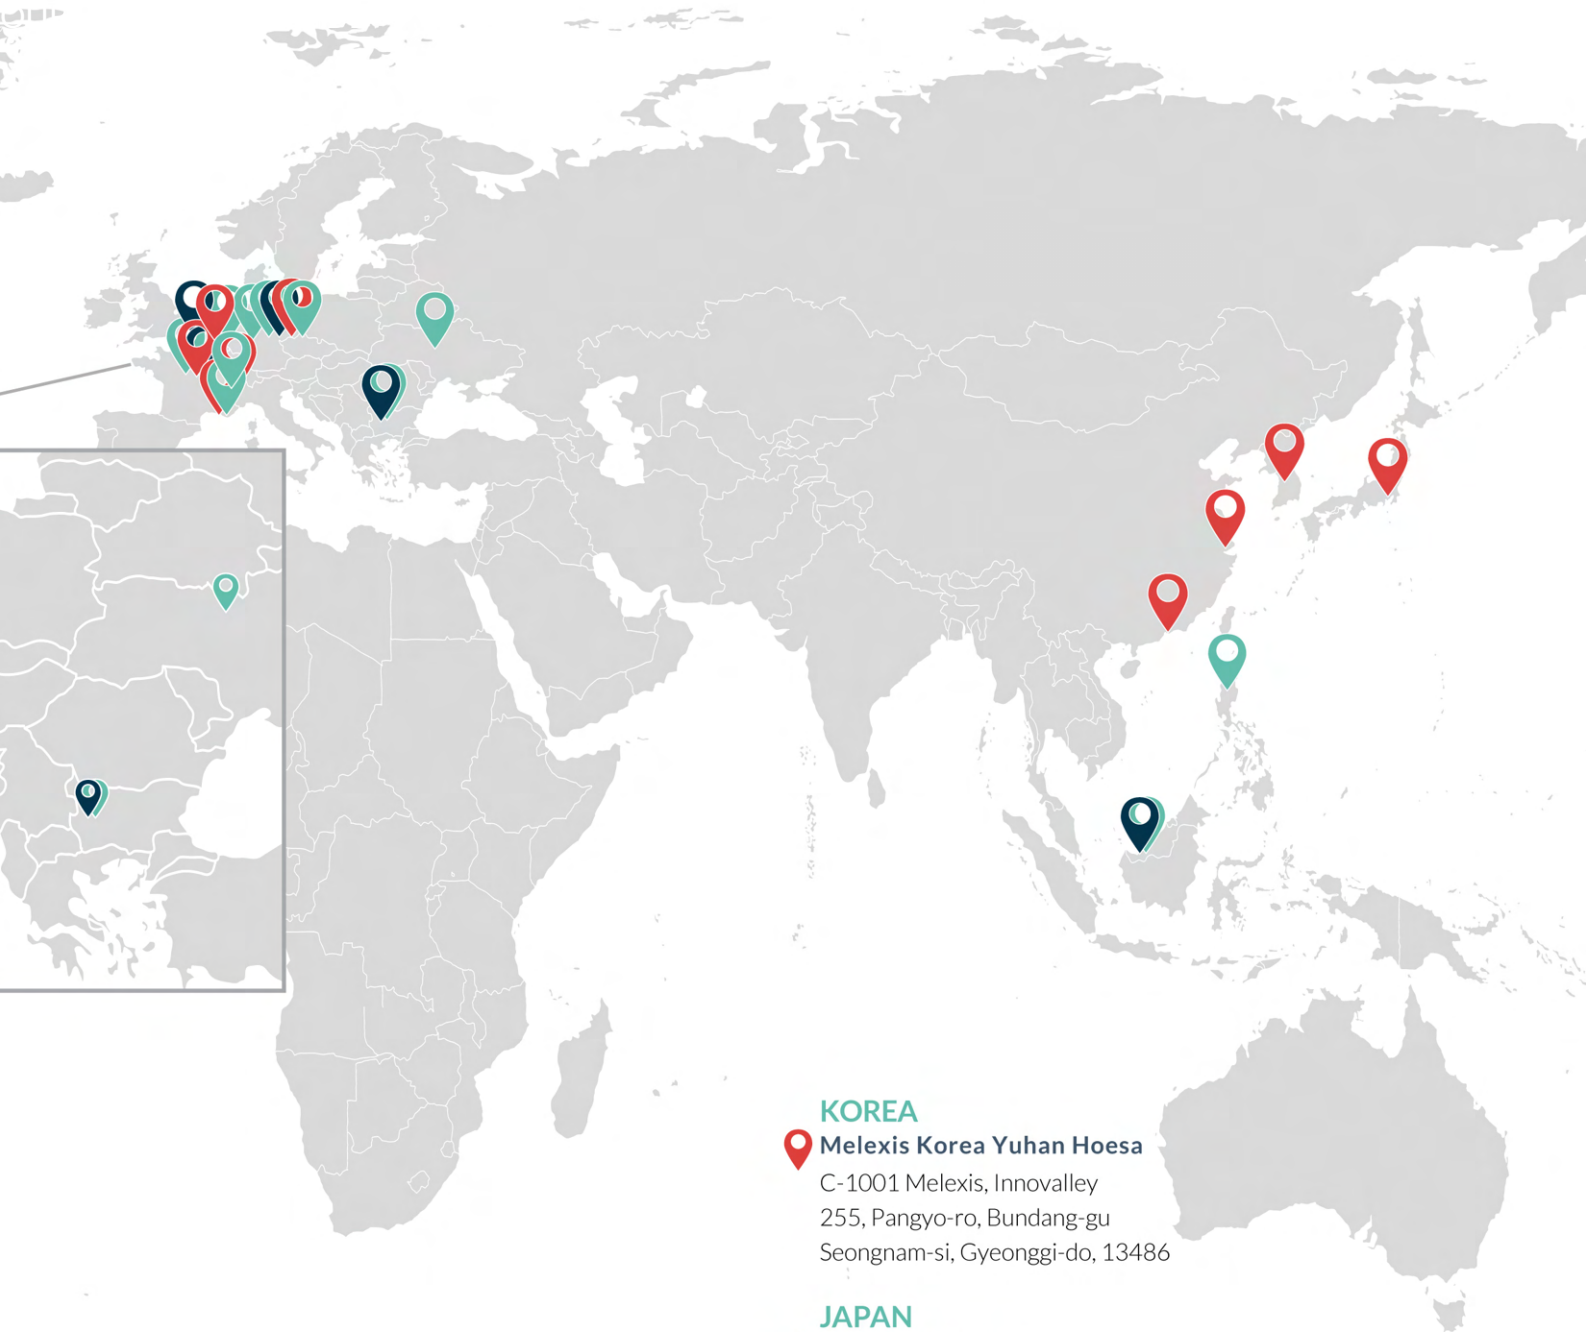 KOREA
Melexis Korea Yuhan Hoesa
C-1001 Melexis, Innovalley
255, Pangyo-ro, Bundang-gu
Seongnam-si, Gyeonggi-do, 13486
JAPAN